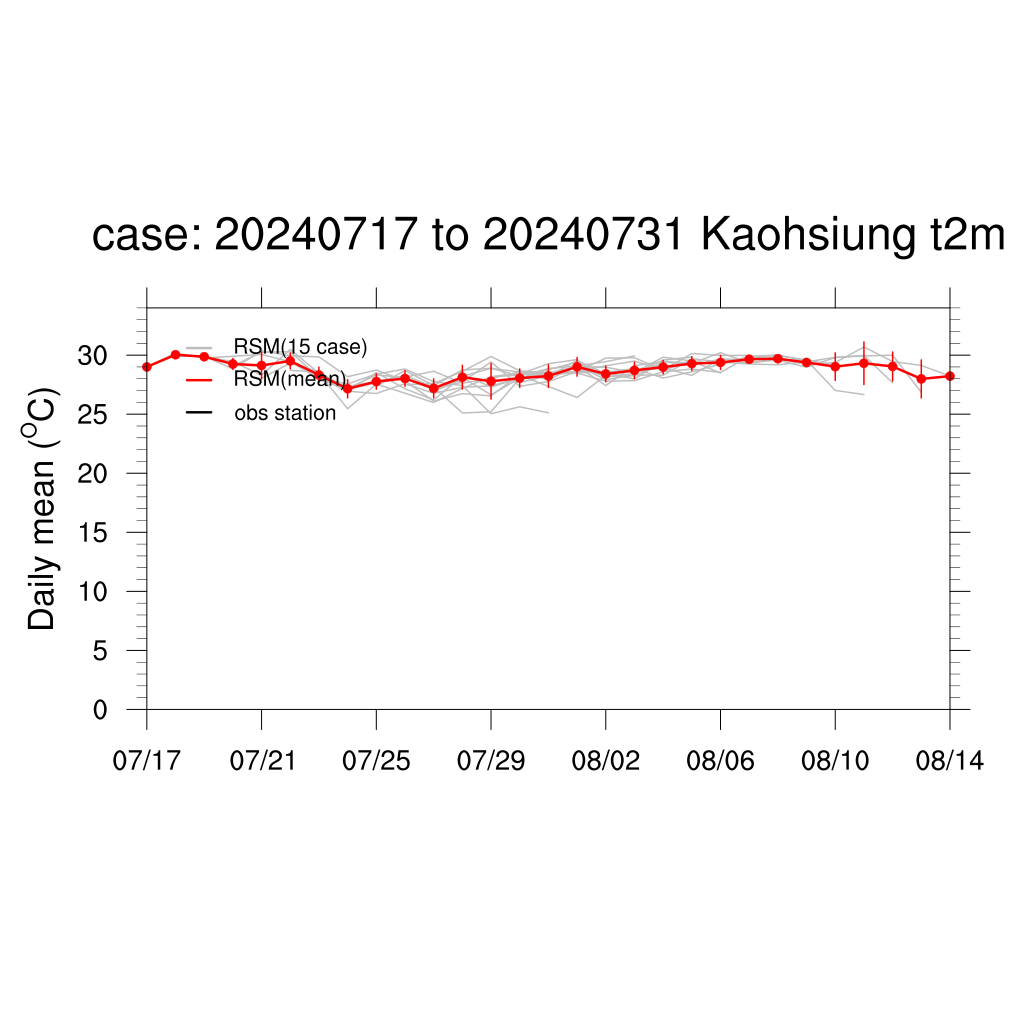 case: 20240717 to 20240731 Kaohsiung t2m
Daily mean (°C)
RSM(15 case)
RSM(mean)
obs station
30
25
20
15
10
5
0
07/17 07/21 07/25 07/29 08/02 08/06 08/10 08/14